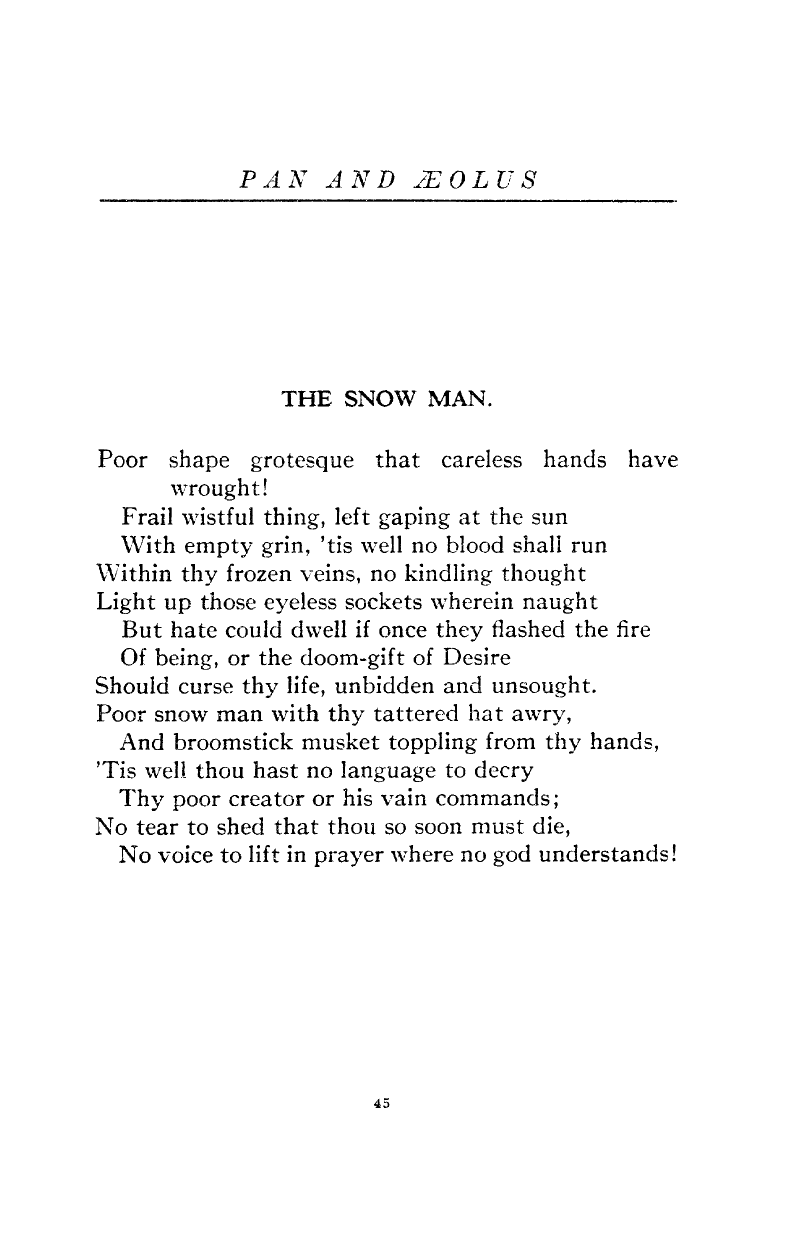 PAN AND ÆOLUS
THE SNOW MAN.
Poor shape grotesque that careless hands have
wrought!
Frail wistful thing, left gaping at the sun
With empty grin, 'tis well no blood shall run
Within thy frozen veins, no kindling thought
Light up those eyeless sockets wherein naught
But hate could dwell if once they flashed the fire
Of being, or the doom-gift of Desire
Should curse thy life, unbidden and unsought.
Poor snow man with thy tattered hat awry,
And broomstick musket toppling from thy hands,
'Tis well thou hast no language to decry
Thy poor creator or his vain commands;
No tear to shed that thou so soon must die,
No voice to lift in prayer where no god understands!
45